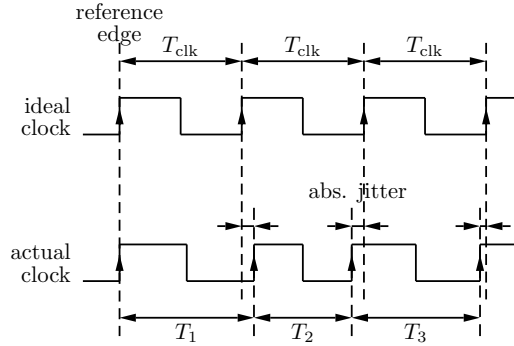 reference
edge
T_clk T_clk T_clk
ideal
clock
abs. jitter
actual
clock
T_1 T_2 T_3